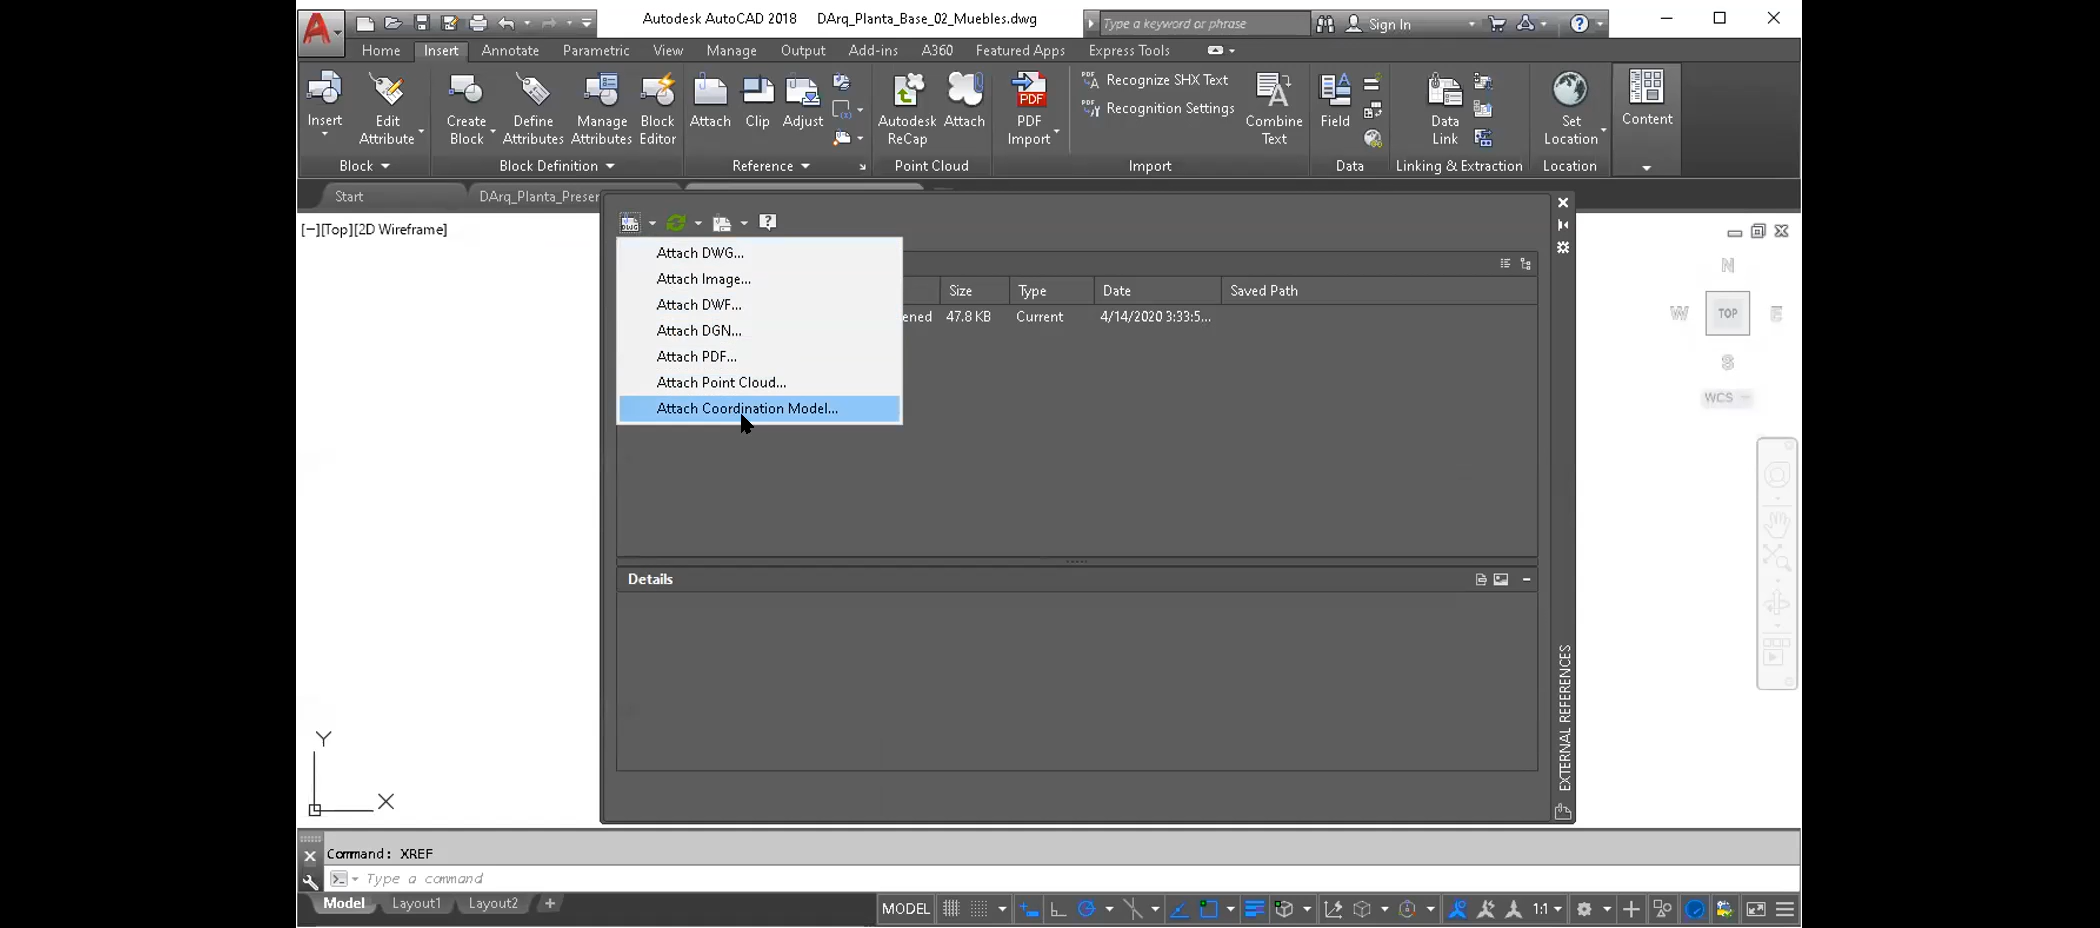 Autodesk AutoCAD 2018 DArq_Planta_Base_02_Muebles.dwg
Type a keyword or phrase
Sign In
Home Insert Annotate Parametric View Manage Output Add-ins A360 Featured Apps Express Tools
Insert
Edit Attribute
Create Block
Define Attributes
Manage Attributes
Block Editor
Attach
Clip
Adjust
Autodesk ReCap
Attach
PDF Import
Recognize SHX Text
Recognition Settings
Combine Text
Field
Data Link
Set Location
Content
Block
Block Definition
Reference
Point Cloud
Import
Data
Linking & Extraction
Location
Start DArq_Planta_Preser
[−][Top][2D Wireframe]
Attach DWG...
Attach Image...
Attach DWF...
Attach DGN...
Attach PDF...
Attach Point Cloud...
Attach Coordination Model...
Size Type Date Saved Path
ened 47.8 KB Current 4/14/2020 3:33:5...
Details
EXTERNAL REFERENCES
N
W TOP E
S
WCS
Y
X
Command: XREF
Type a command
Model Layout1 Layout2 +
MODEL 1:1